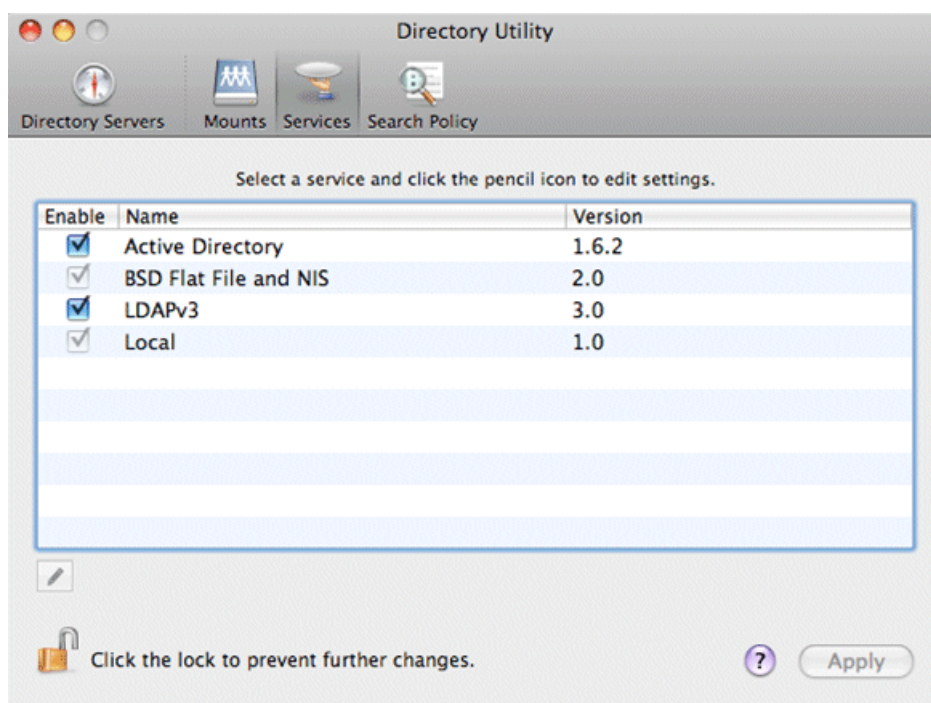 Directory Utility
Directory Servers Mounts Services Search Policy
Select a service and click the pencil icon to edit settings.
Enable Name Version
Active Directory 1.6.2
BSD Flat File and NIS 2.0
LDAPv3 3.0
Local 1.0
Click the lock to prevent further changes. ? Apply